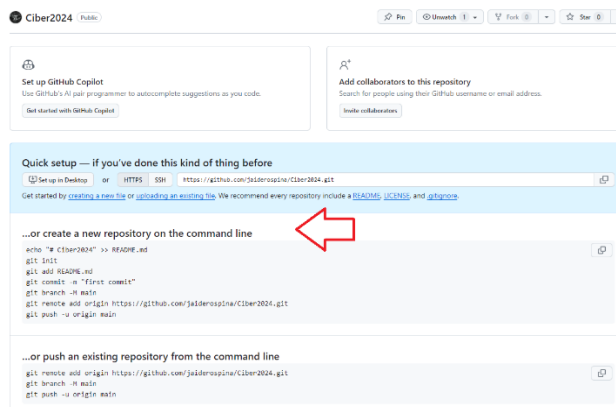 Ciber2024 Public
Pin Unwatch 1 Fork 0 Star 0
Set up GitHub Copilot
Use GitHub's AI pair programmer to autocomplete suggestions as you code.
Get started with GitHub Copilot
Add collaborators to this repository
Search for people using their GitHub username or email address.
Invite collaborators
Quick setup — if you've done this kind of thing before
Set up in Desktop or HTTPS SSH https://github.com/jaiderospina/Ciber2024.git
Get started by creating a new file or uploading an existing file. We recommend every repository include a README, LICENSE, and .gitignore.
...or create a new repository on the command line
echo "# Ciber2024" >> README.md
git init
git add README.md
git commit -m "first commit"
git branch -M main
git remote add origin https://github.com/jaiderospina/Ciber2024.git
git push -u origin main
...or push an existing repository from the command line
git remote add origin https://github.com/jaiderospina/Ciber2024.git
git branch -M main
git push -u origin main